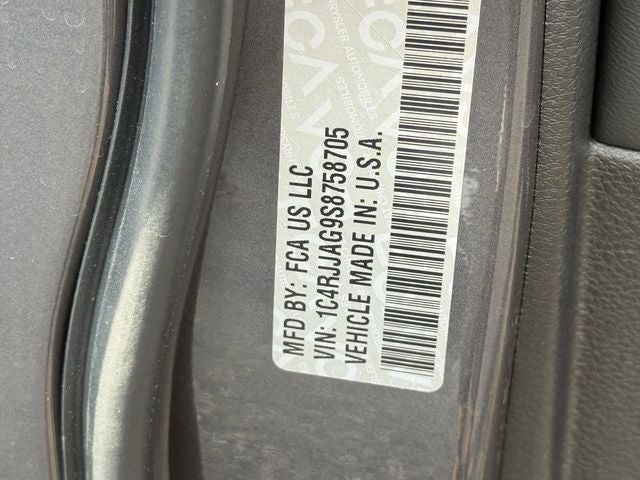 MFD BY: FCA US LLC
VIN: 1C4RJJAG9S8758705
VEHICLE MADE IN: U.S.A.